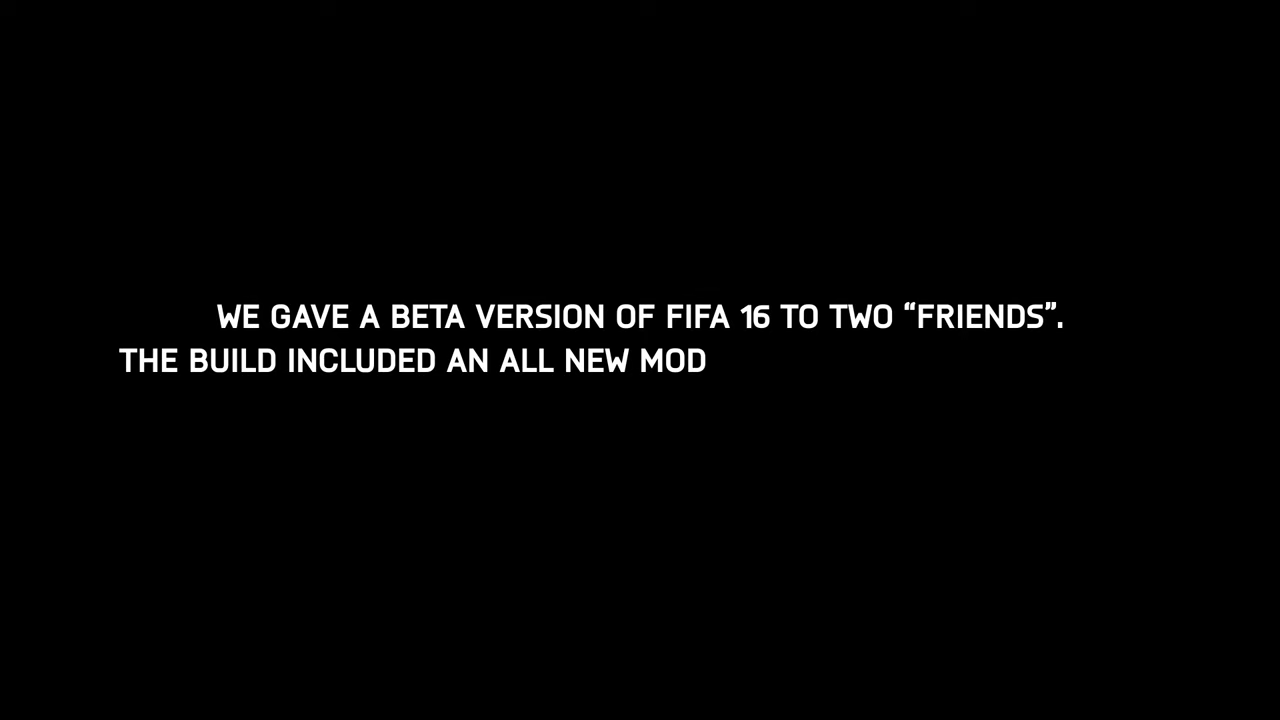 WE GAVE A BETA VERSION OF FIFA 16 TO TWO “FRIENDS”.
THE BUILD INCLUDED AN ALL NEW MOD